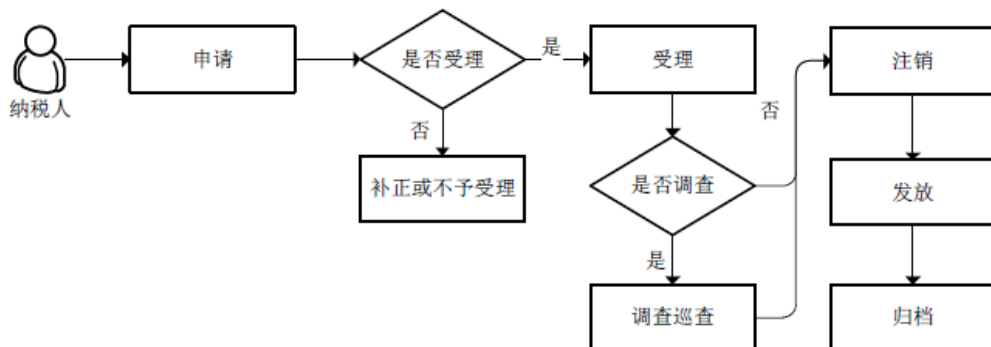 纳税人
申请
是否受理
是
否
补正或不予受理
受理
是否调查
否
是
调查巡查
注销
发放
归档